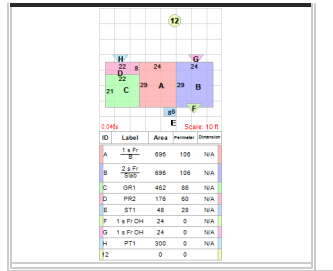 12
H G
22 24 24
D 8
22
21 C 29 A 29 B
F
8 6
E
0.046s Scale: 10 ft
ID Label Area Perimeter Dimension
A 1 s Fr 696 106 N/A
B
B 2 s Fr 696 106 N/A
Slab
C GR1 462 86 N/A
D PR2 176 60 N/A
E ST1 48 28 N/A
F 1 s Fr OH 24 0 N/A
G 1 s Fr OH 24 0 N/A
H PT1 300 0 N/A
12 0 0